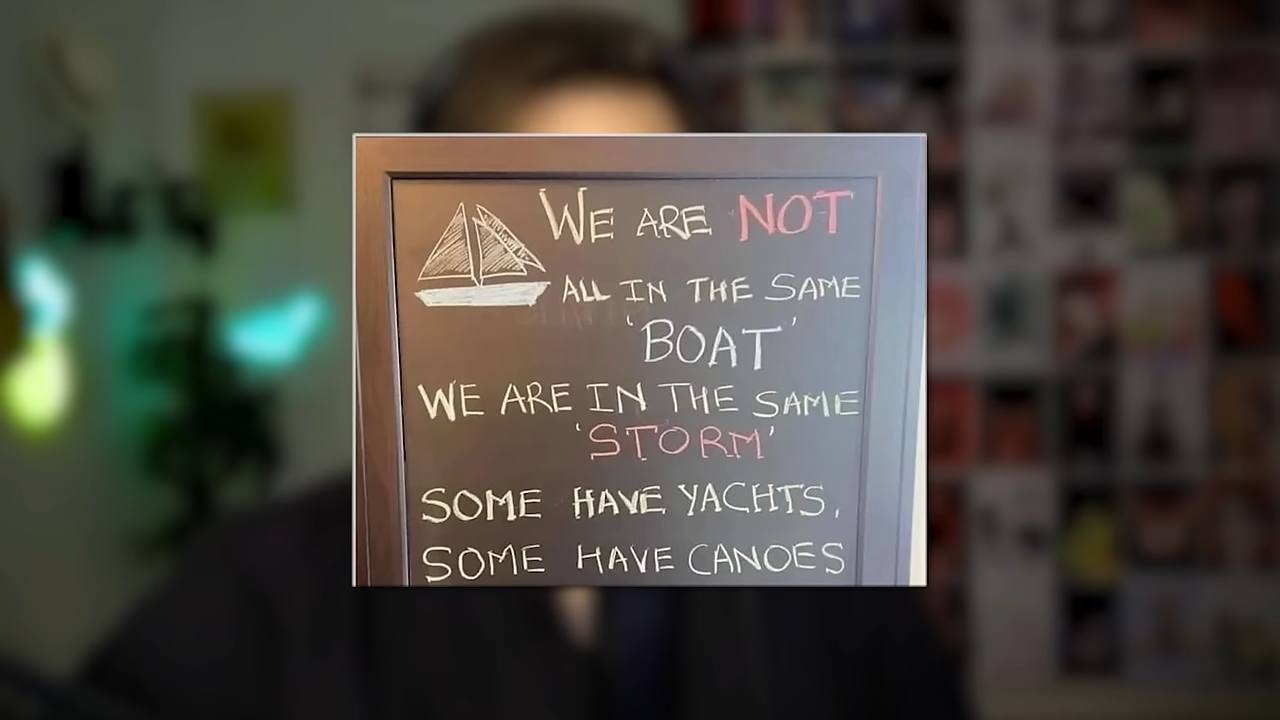 WE ARE NOT
ALL IN THE SAME
'BOAT'
WE ARE IN THE SAME
'STORM'
SOME HAVE YACHTS,
SOME HAVE CANOES